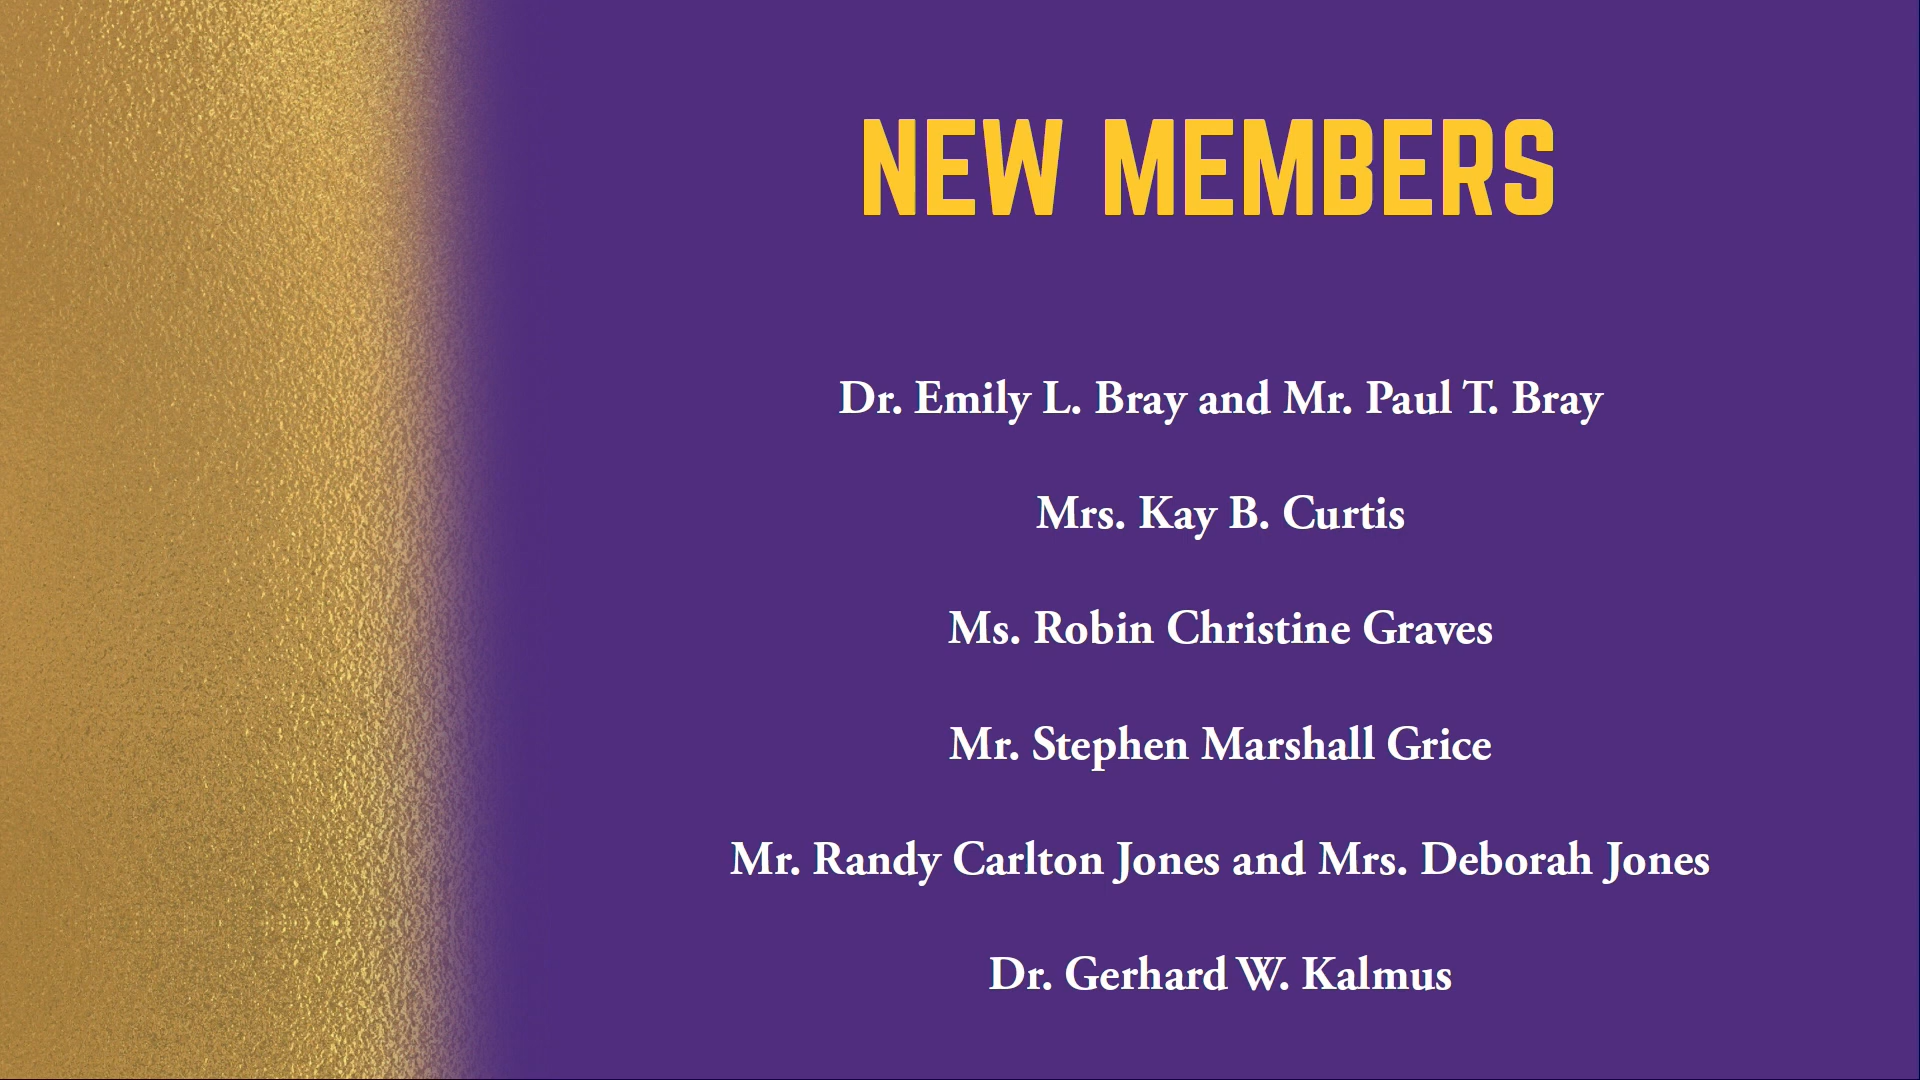 NEW MEMBERS
Dr. Emily L. Bray and Mr. Paul T. Bray
Mrs. Kay B. Curtis
Ms. Robin Christine Graves
Mr. Stephen Marshall Grice
Mr. Randy Carlton Jones and Mrs. Deborah Jones
Dr. Gerhard W. Kalmus